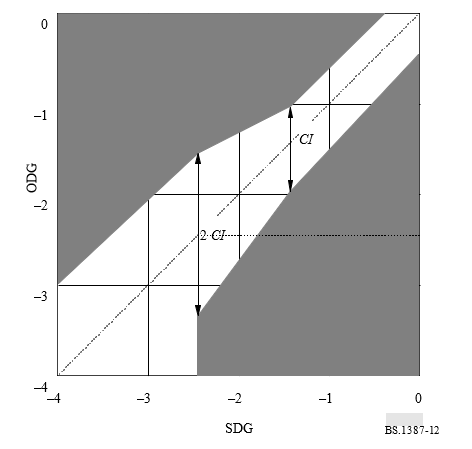 0
–1
–2
–3
–4
ODG
CI
2 CI
–4 –3 –2 –1 0
SDG
BS.1387-12